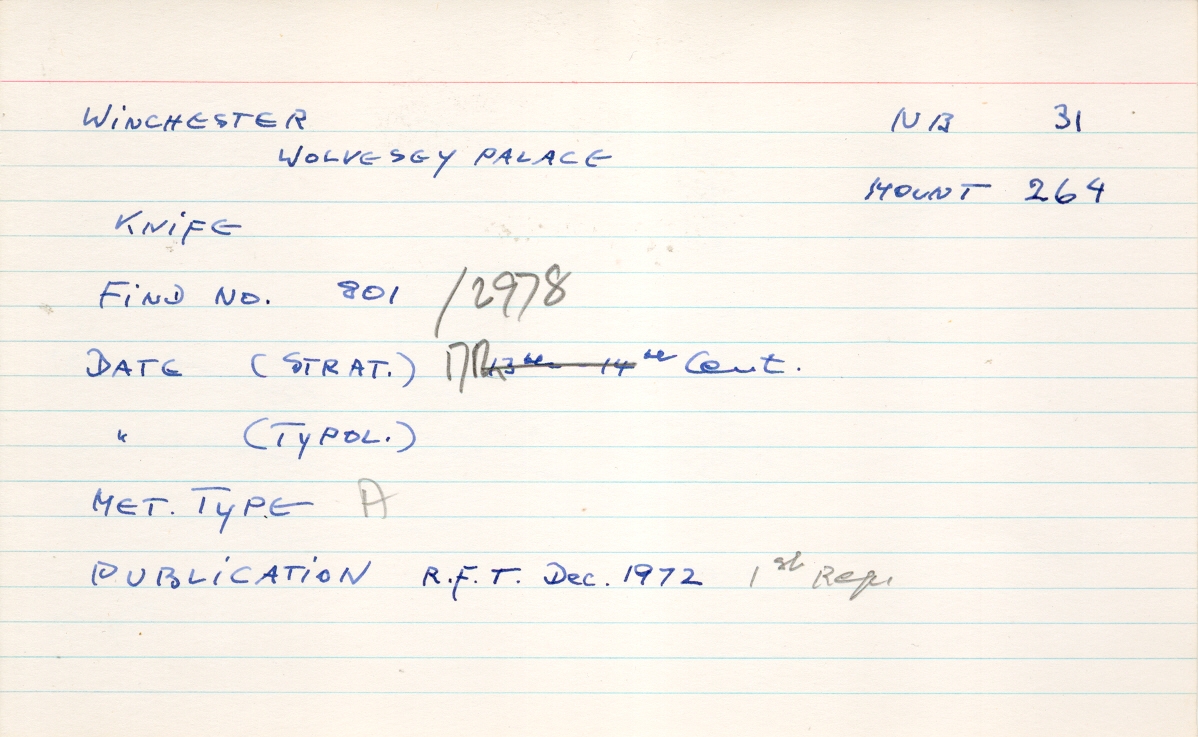 WINCHESTER NB 31
WOLVESEY PALACE
MOUNT 264
KNIFE
FIND NO. 801 /2978
DATE (STRAT.) 13th 14th Cent.
" (TYPOL.)
MET. TYPE A
PUBLICATION R.F.T. Dec. 1972 1st Rep.